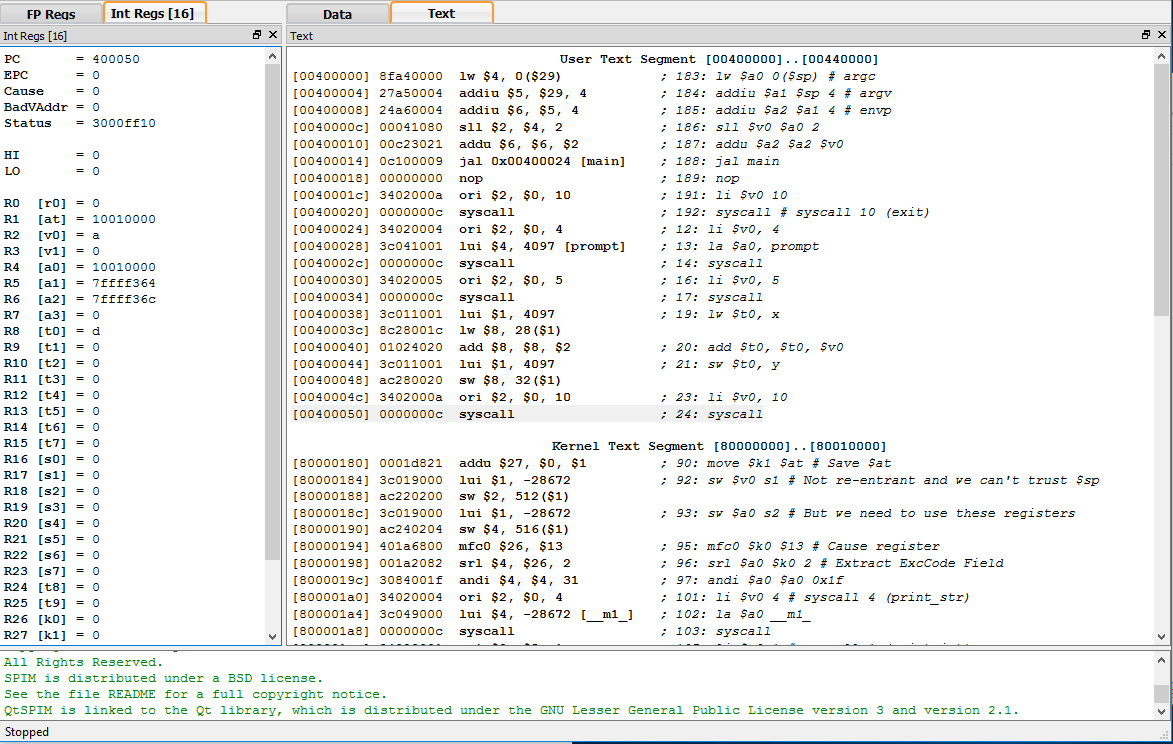 FP Regs
Int Regs [16]
Data
Text
Int Regs [16]
Text
PC = 400050
EPC = 0
Cause = 0
BadVAddr = 0
Status = 3000ff10
HI = 0
LO = 0
R0 [r0] = 0
R1 [at] = 10010000
R2 [v0] = a
R3 [v1] = 0
R4 [a0] = 10010000
R5 [a1] = 7ffff364
R6 [a2] = 7ffff36c
R7 [a3] = 0
R8 [t0] = d
R9 [t1] = 0
R10 [t2] = 0
R11 [t3] = 0
R12 [t4] = 0
R13 [t5] = 0
R14 [t6] = 0
R15 [t7] = 0
R16 [s0] = 0
R17 [s1] = 0
R18 [s2] = 0
R19 [s3] = 0
R20 [s4] = 0
R21 [s5] = 0
R22 [s6] = 0
R23 [s7] = 0
R24 [t8] = 0
R25 [t9] = 0
R26 [k0] = 0
R27 [k1] = 0
User Text Segment [00400000]..[00440000]
[00400000] 8fa40000 lw $4, 0($29) ; 183: lw $a0 0($sp) # argc
[00400004] 27a50004 addiu $5, $29, 4 ; 184: addiu $a1 $sp 4 # argv
[00400008] 24a60004 addiu $6, $5, 4 ; 185: addiu $a2 $a1 4 # envp
[0040000c] 00041080 sll $2, $4, 2 ; 186: sll $v0 $a0 2
[00400010] 00c23021 addu $6, $6, $2 ; 187: addu $a2 $a2 $v0
[00400014] 0c100009 jal 0x00400024 [main] ; 188: jal main
[00400018] 00000000 nop ; 189: nop
[0040001c] 3402000a ori $2, $0, 10 ; 191: li $v0 10
[00400020] 0000000c syscall ; 192: syscall # syscall 10 (exit)
[00400024] 34020004 ori $2, $0, 4 ; 12: li $v0, 4
[00400028] 3c041001 lui $4, 4097 [prompt] ; 13: la $a0, prompt
[0040002c] 0000000c syscall ; 14: syscall
[00400030] 34020005 ori $2, $0, 5 ; 16: li $v0, 5
[00400034] 0000000c syscall ; 17: syscall
[00400038] 3c011001 lui $1, 4097 ; 19: lw $t0, x
[0040003c] 8c28001c lw $8, 28($1)
[00400040] 01024020 add $8, $8, $2 ; 20: add $t0, $t0, $v0
[00400044] 3c011001 lui $1, 4097 ; 21: sw $t0, y
[00400048] ac280020 sw $8, 32($1)
[0040004c] 3402000a ori $2, $0, 10 ; 23: li $v0, 10
[00400050] 0000000c syscall ; 24: syscall
Kernel Text Segment [80000000]..[80010000]
[80000180] 0001d821 addu $27, $0, $1 ; 90: move $k1 $at # Save $at
[80000184] 3c019000 lui $1, -28672 ; 92: sw $v0 s1 # Not re-entrant and we can't trust $sp
[80000188] ac220200 sw $2, 512($1)
[8000018c] 3c019000 lui $1, -28672 ; 93: sw $a0 s2 # But we need to use these registers
[80000190] ac240204 sw $4, 516($1)
[80000194] 401a6800 mfc0 $26, $13 ; 95: mfc0 $k0 $13 # Cause register
[80000198] 001a2082 srl $4, $26, 2 ; 96: srl $a0 $k0 2 # Extract ExcCode Field
[8000019c] 3084001f andi $4, $4, 31 ; 97: andi $a0 $a0 0x1f
[800001a0] 34020004 ori $2, $0, 4 ; 101: li $v0 4 # syscall 4 (print_str)
[800001a4] 3c049000 lui $4, -28672 [__m1_] ; 102: la $a0 __m1_
[800001a8] 0000000c syscall ; 103: syscall
All Rights Reserved.
SPIM is distributed under a BSD license.
See the file README for a full copyright notice.
QtSPIM is linked to the Qt library, which is distributed under the GNU Lesser General Public License version 3 and version 2.1.
Stopped